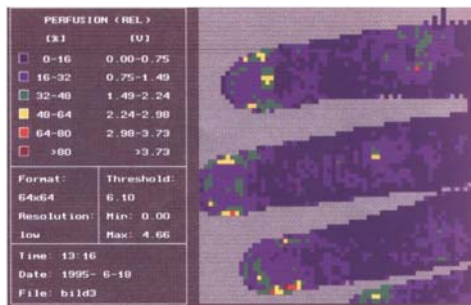 PERFUSION (REL)
[%] [V]
0-16 0.00-0.75
16-32 0.75-1.49
32-48 1.49-2.24
48-64 2.24-2.98
64-80 2.98-3.73
>80 >3.73
Format: Threshold:
64x64 6.10
Resolution: Min: 0.00
low Max: 4.66
Time: 13:16
Date: 1995- 6-18
File: bild3